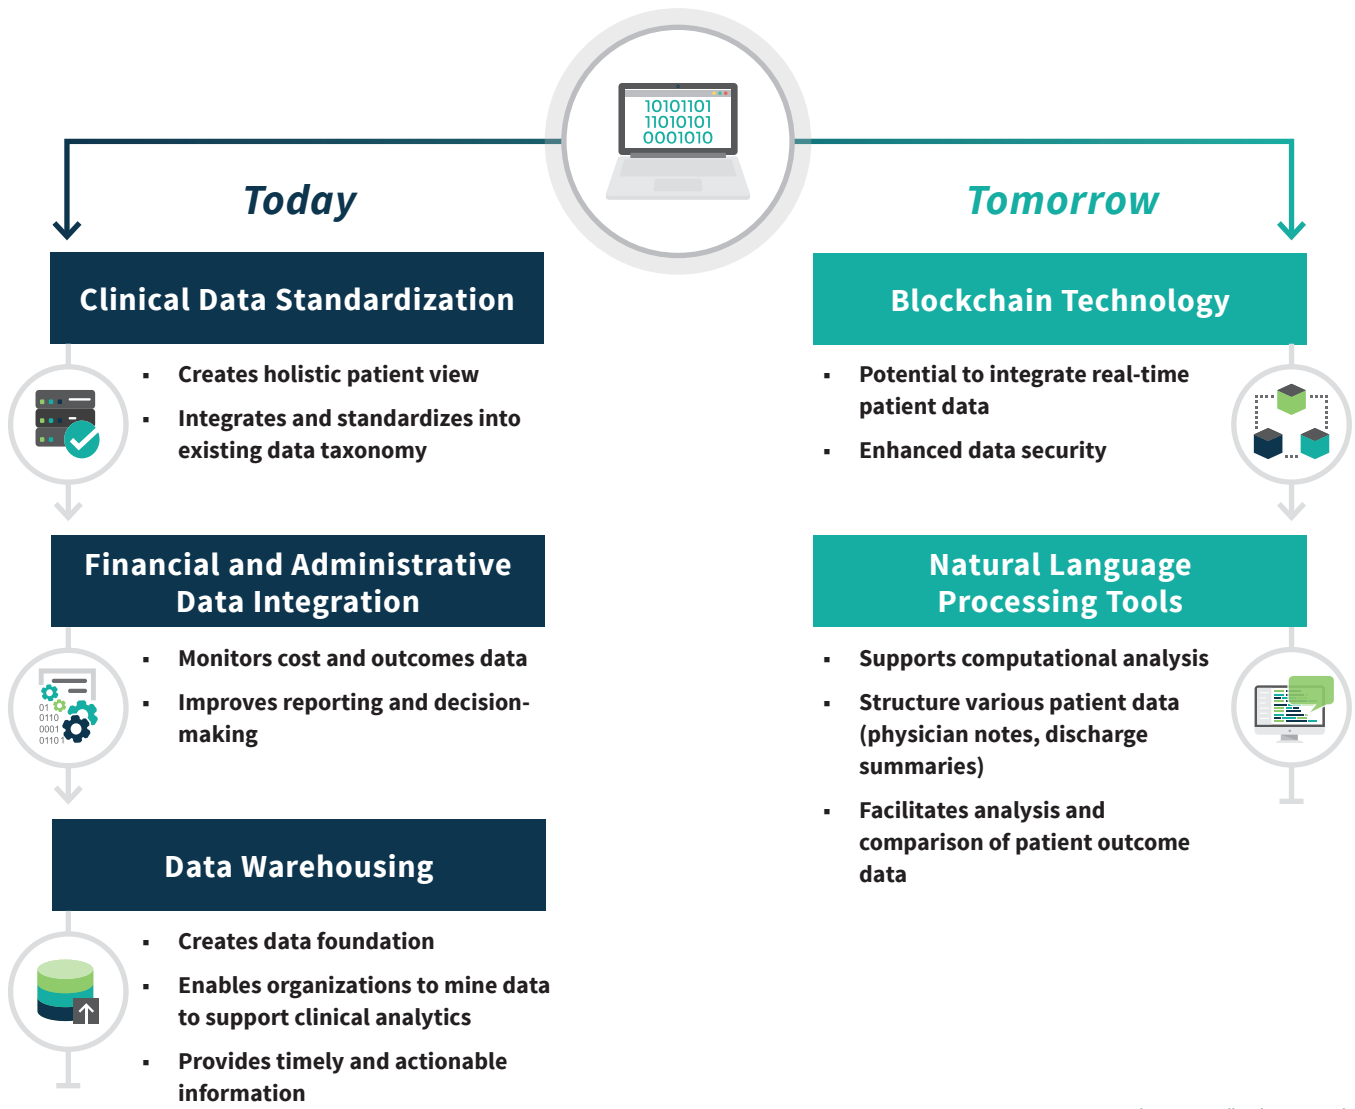 10101101
11010101
0001010
Today
Clinical Data Standardization
▪ Creates holistic patient view
▪ Integrates and standardizes into
existing data taxonomy
Financial and Administrative
Data Integration
01
0110
0001
01101
▪ Monitors cost and outcomes data
▪ Improves reporting and decision-
making
Data Warehousing
▪ Creates data foundation
▪ Enables organizations to mine data
to support clinical analytics
▪ Provides timely and actionable
information
Tomorrow
Blockchain Technology
▪ Potential to integrate real-time
patient data
▪ Enhanced data security
Natural Language
Processing Tools
▪ Supports computational analysis
▪ Structure various patient data
(physician notes, discharge
summaries)
▪ Facilitates analysis and
comparison of patient outcome
data